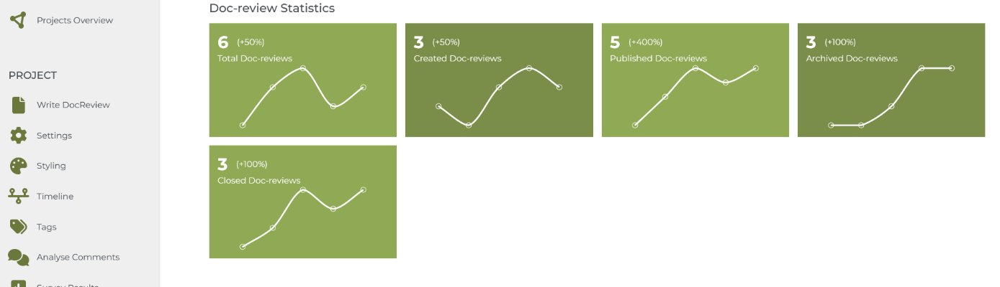 Doc-review Statistics
Projects Overview
PROJECT
Write DocReview
Settings
Styling
Timeline
Tags
Analyse Comments
Survey Results
6 (+50%)
Total Doc-reviews
3 (+50%)
Created Doc-reviews
5 (+400%)
Published Doc-reviews
3 (+100%)
Archived Doc-reviews
3 (+100%)
Closed Doc-reviews